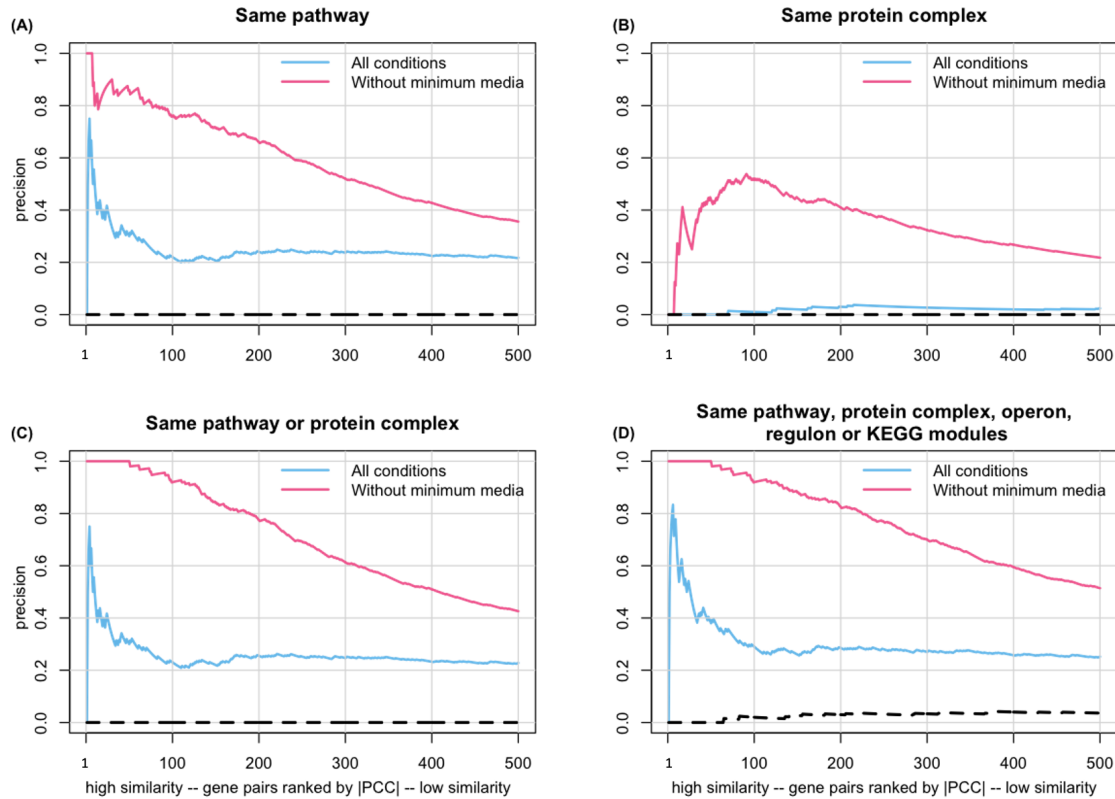 (A)
Same pathway
All conditions
Without minimum media
precision
0.0
0.2
0.4
0.6
0.8
1.0
1
100
200
300
400
500
(B)
Same protein complex
All conditions
Without minimum media
0.0
0.2
0.4
0.6
0.8
1.0
1
100
200
300
400
500
(C)
Same pathway or protein complex
All conditions
Without minimum media
precision
0.0
0.2
0.4
0.6
0.8
1.0
1
100
200
300
400
500
high similarity -- gene pairs ranked by |PCC| -- low similarity
(D)
Same pathway, protein complex, operon,
regulon or KEGG modules
All conditions
Without minimum media
0.0
0.2
0.4
0.6
0.8
1.0
1
100
200
300
400
500
high similarity -- gene pairs ranked by |PCC| -- low similarity